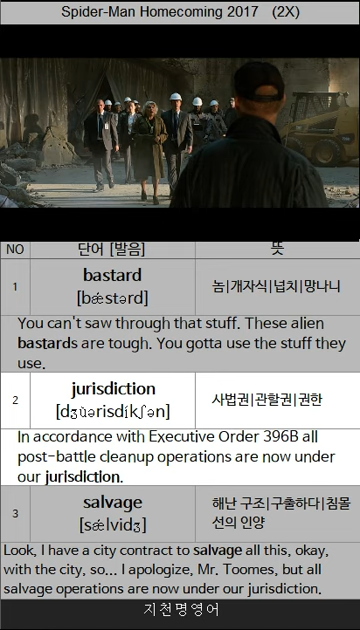 Spider-Man Homecoming 2017 (2X)
NO 단어 [발음] 뜻
1 bastard 놈|개자식|넙치|망나니
[bǽstərd]
You can't saw through that stuff. These alien
bastards are tough. You gotta use the stuff they
use.
2 jurisdiction 사법권|관할권|권한
[dʒùərisdíkʃən]
In accordance with Executive Order 396B all
post-battle cleanup operations are now under
our jurisdiction.
3 salvage 해난 구조|구출하다|침몰
[sǽlvidʒ] 선의 인양
Look, I have a city contract to salvage all this, okay,
with the city, so... I apologize, Mr. Toomes, but all
salvage operations are now under our jurisdiction.
지천명영어